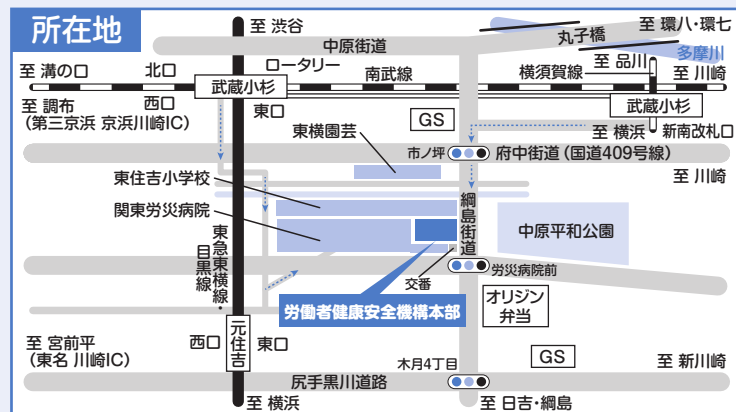 所在地
至 渋谷
中原街道
丸子橋
至 環八・環七
多摩川
至 溝の口
北口
ロータリー
南武線
横須賀線
至 品川
至 川崎
武蔵小杉
武蔵小杉
至 調布
(第三京浜 京浜川崎IC)
西口
東口
GS
至 横浜
新南改札口
東横園芸
市ノ坪
府中街道(国道409号線)
至 川崎
東住吉小学校
関東労災病院
綱島街道
中原平和公園
東急東横線・
目黒線
交番
労災病院前
労働者健康安全機構本部
オリジン
弁当
至 宮前平
(東名 川崎IC)
西口
元住吉
東口
木月4丁目
GS
至 新川崎
尻手黒川道路
至 横浜
至 日吉・綱島